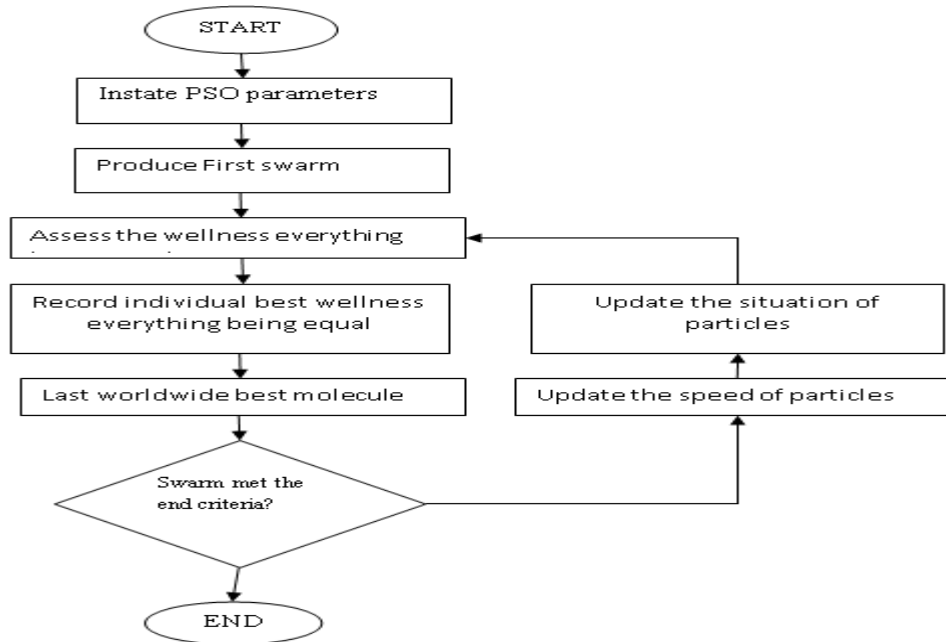 START
Instate PSO parameters
Produce First swarm
Assess the wellness everything
Record individual best wellness
everything being equal
Last worldwide best molecule
Swarm met the
end criteria?
END
Update the situation of
particles
Update the speed of particles